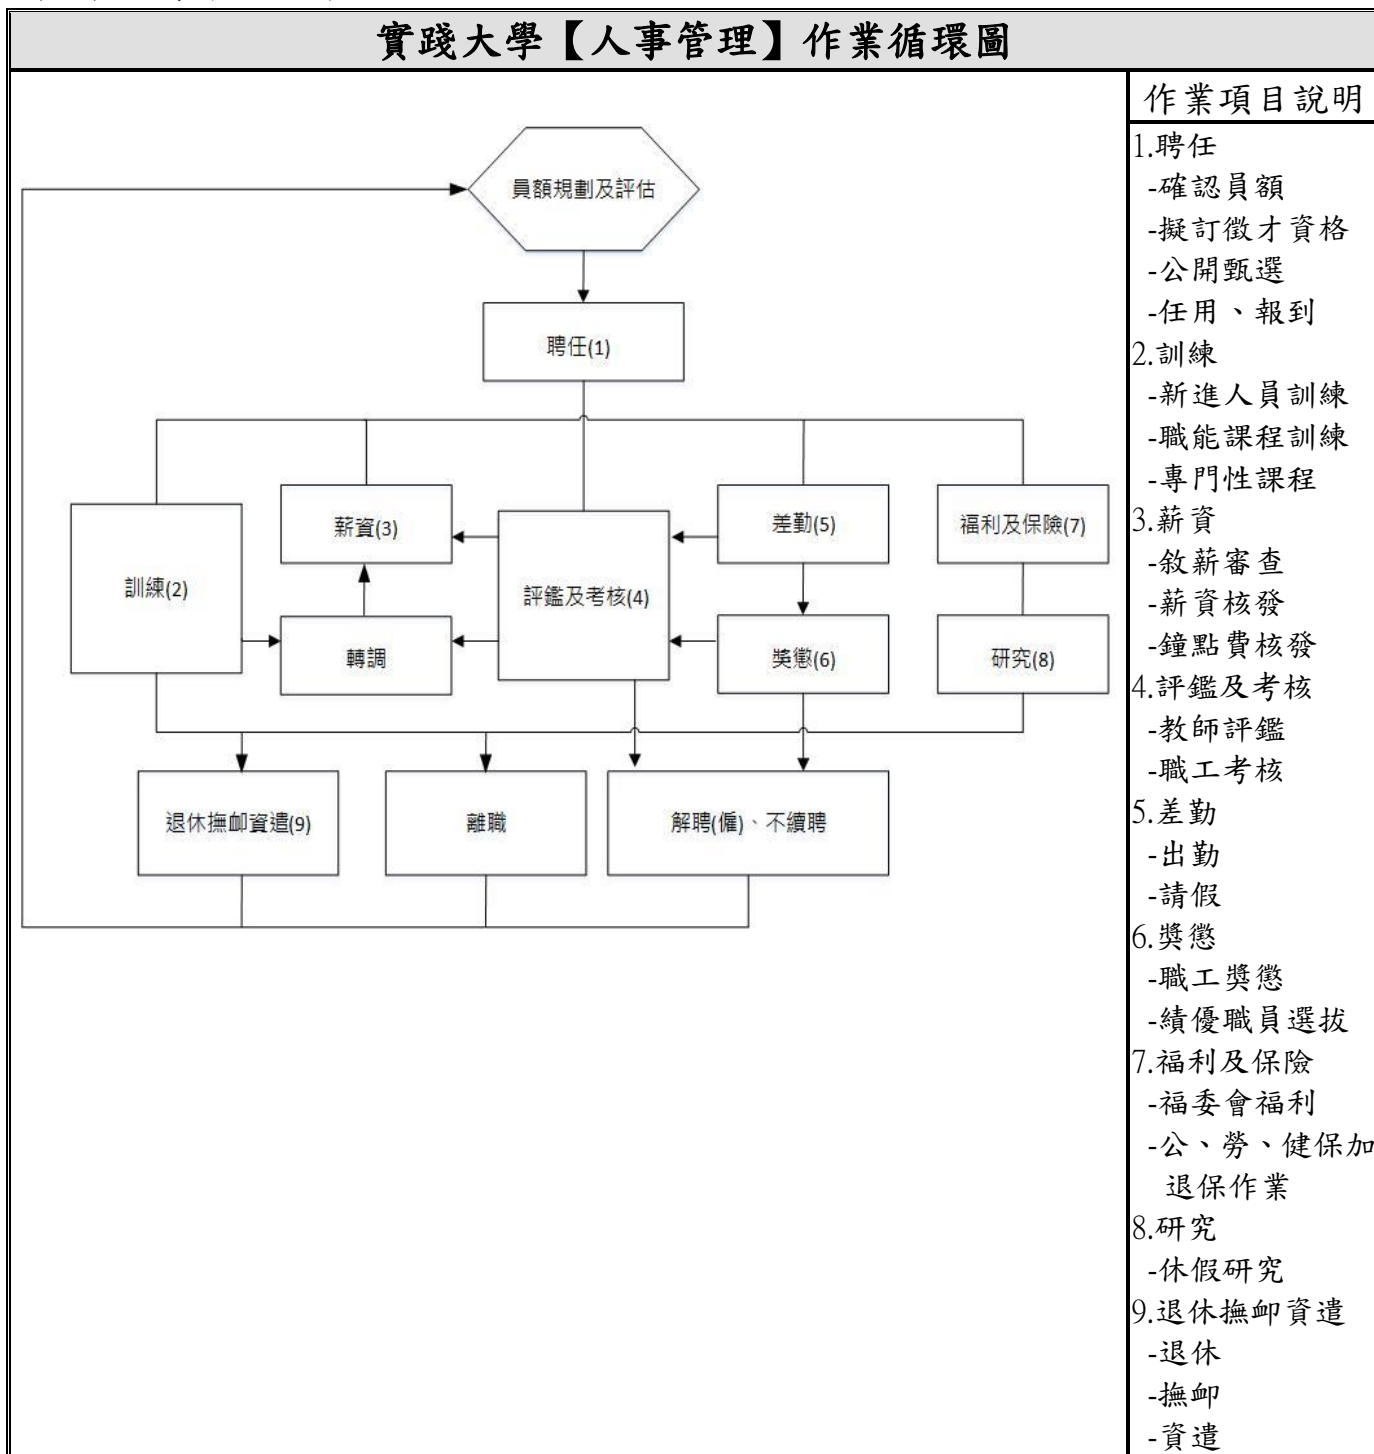 實踐大學【人事管理】作業循環圖
員額規劃及評估
聘任(1)
薪資(3)
差勤(5)
福利及保險(7)
訓練(2)
評鑑及考核(4)
轉調
獎懲(6)
研究(8)
退休撫卹資遣(9)
離職
解聘(僱)、不續聘
作業項目說明
1.聘任
-確認員額
-擬訂徵才資格
-公開甄選
-任用、報到
2.訓練
-新進人員訓練
-職能課程訓練
-專門性課程
3.薪資
-敘薪審查
-薪資核發
-鐘點費核發
4.評鑑及考核
-教師評鑑
-職工考核
5.差勤
-出勤
-請假
6.獎懲
-職工獎懲
-績優職員選拔
7.福利及保險
-福委會福利
-公、勞、健保加
退保作業
8.研究
-休假研究
9.退休撫卹資遣
-退休
-撫卹
-資遣